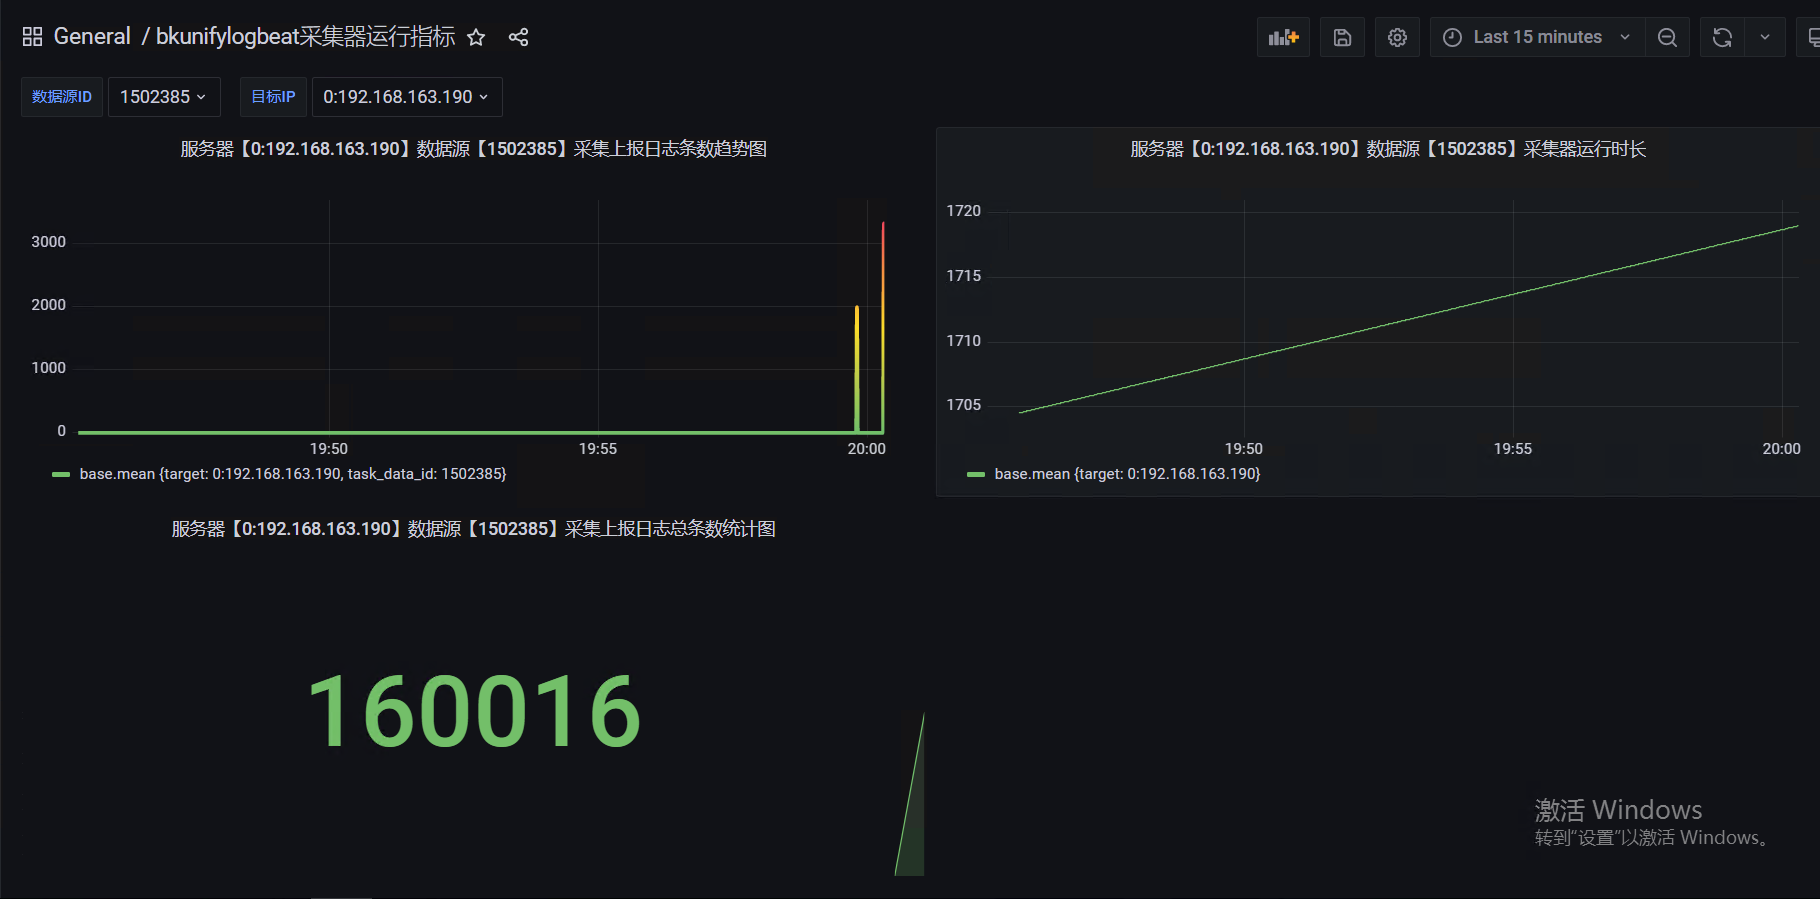 General / bkunifylogbeat采集器运行指标
Last 15 minutes
数据源ID 1502385 目标IP 0:192.168.163.190
服务器【0:192.168.163.190】数据源【1502385】采集上报日志条数趋势图
3000
2000
1000
0
19:50 19:55 20:00
base.mean {target: 0:192.168.163.190, task_data_id: 1502385}
服务器【0:192.168.163.190】数据源【1502385】采集器运行时长
1720
1715
1710
1705
19:50 19:55 20:00
base.mean {target: 0:192.168.163.190}
服务器【0:192.168.163.190】数据源【1502385】采集上报日志总条数统计图
160016
激活 Windows
转到“设置”以激活 Windows。